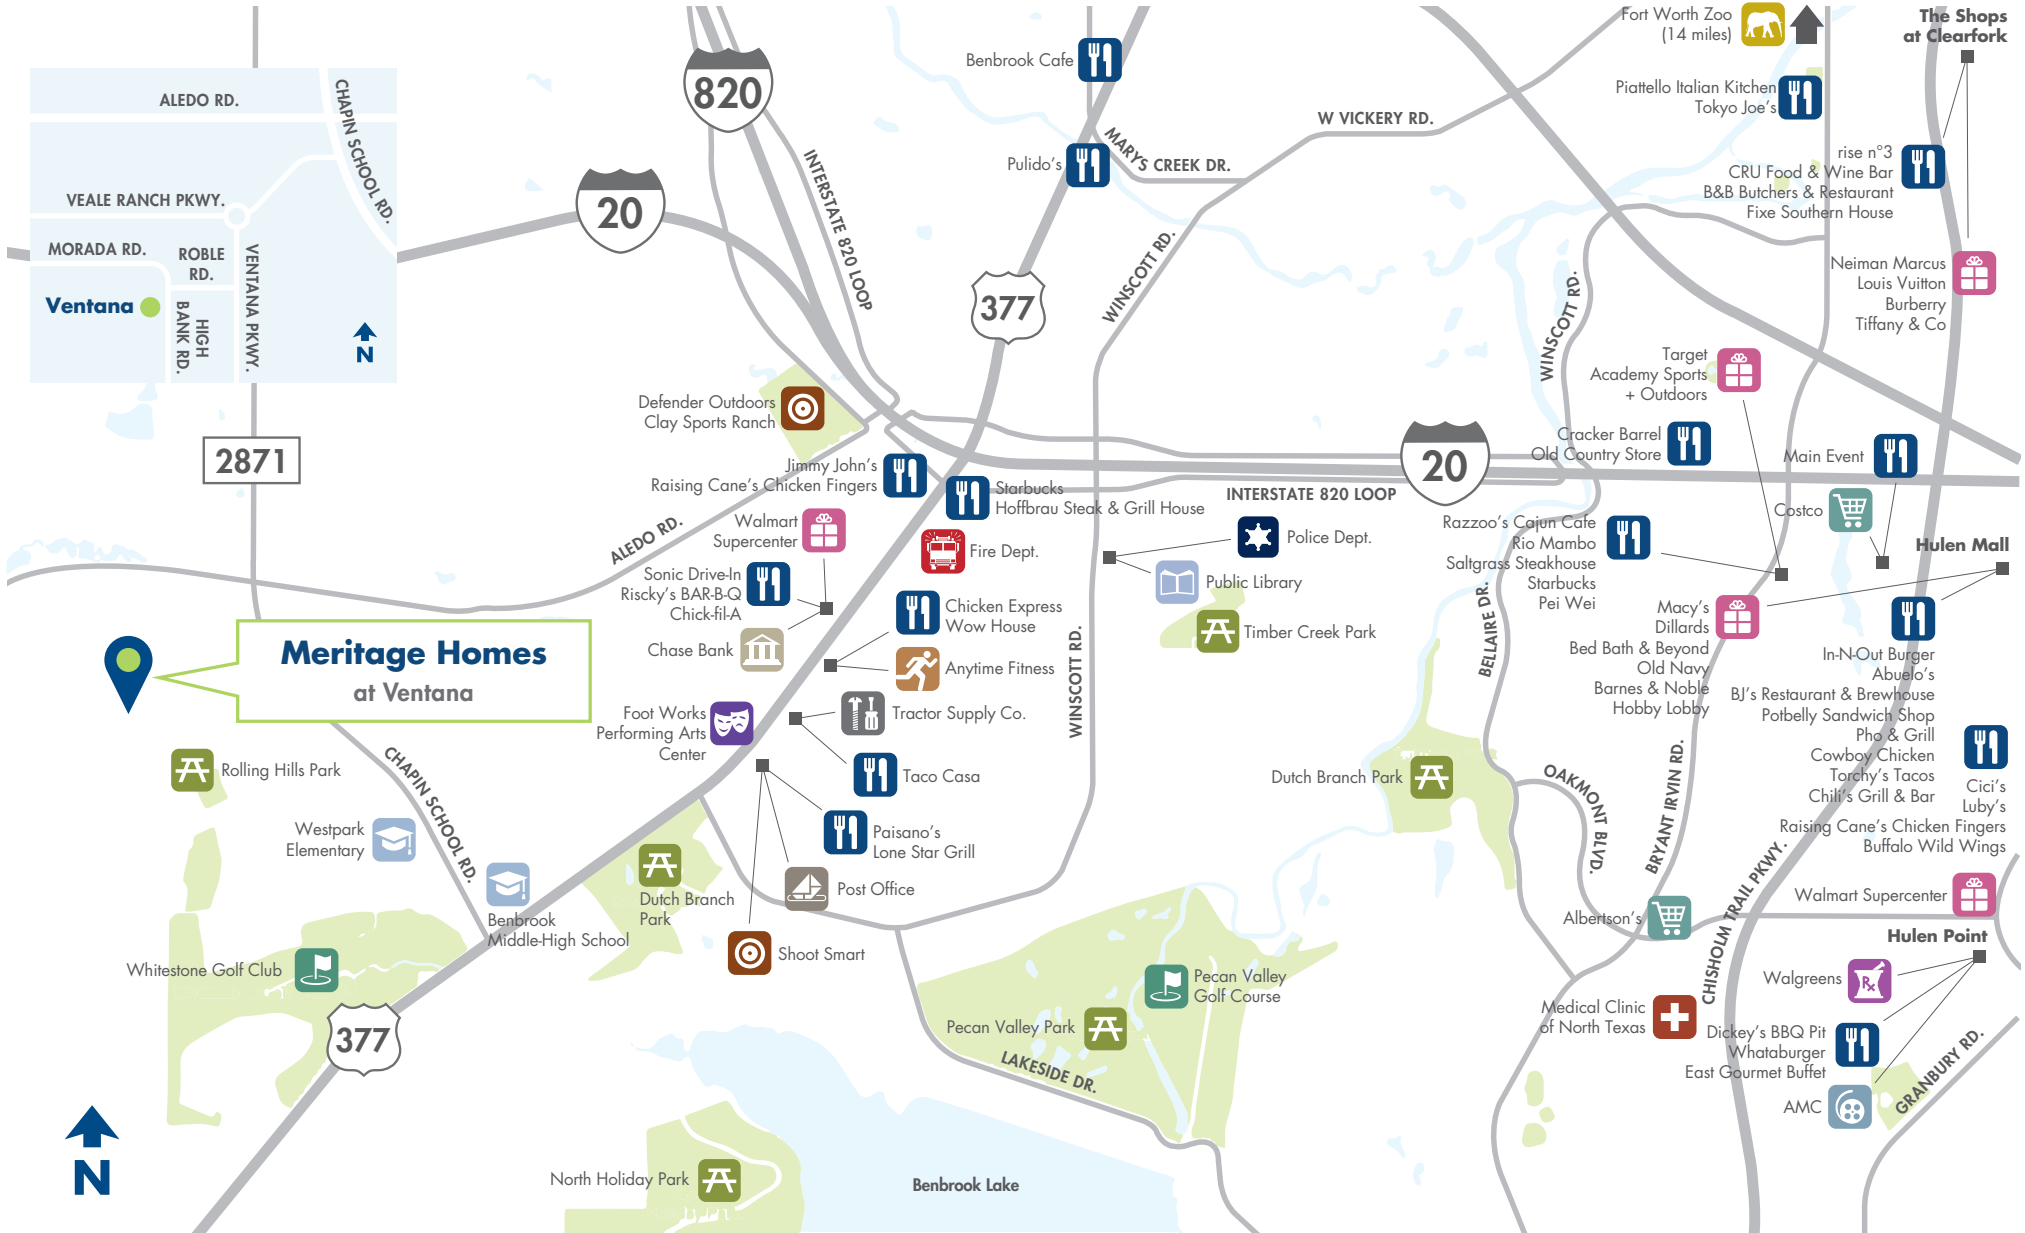 ALEDO RD.
CHAPIN SCHOOL RD.
VEALE RANCH PKWY.
MORADA RD.
ROBLE
RD.
VENTANA PKWY.
Ventana
HIGH
BANK RD.
N
2871
820
20
INTERSTATE 820 LOOP
Benbrook Cafe
Pulido's
MARYS CREEK DR.
W VICKERY RD.
377
WINSCOTT RD.
Fort Worth Zoo
(14 miles)
The Shops
at Clearfork
Piattello Italian Kitchen
Tokyo Joe's
rise n°3
CRU Food & Wine Bar
B&B Butchers & Restaurant
Fixe Southern House
Neiman Marcus
Louis Vuitton
Burberry
Tiffany & Co
WINSCOTT RD.
Target
Academy Sports
+ Outdoors
Cracker Barrel
Old Country Store
Main Event
Costco
Hulen Mall
20
INTERSTATE 820 LOOP
Defender Outdoors
Clay Sports Ranch
Jimmy John's
Raising Cane's Chicken Fingers
Starbucks
Hoffbrau Steak & Grill House
ALEDO RD.
Walmart
Supercenter
Fire Dept.
Police Dept.
Public Library
Timber Creek Park
Sonic Drive-In
Riscky's BAR-B-Q
Chick-fil-A
Chase Bank
Chicken Express
Wow House
Anytime Fitness
Tractor Supply Co.
Taco Casa
Foot Works
Performing Arts
Center
Paisano's
Lone Star Grill
Post Office
Shoot Smart
WINSCOTT RD.
Razzoo's Cajun Cafe
Rio Mambo
Saltgrass Steakhouse
Starbucks
Pei Wei
BELLAIRE DR.
Macy's
Dillards
Bed Bath & Beyond
Old Navy
Barnes & Noble
Hobby Lobby
In-N-Out Burger
Abuelo's
BJ's Restaurant & Brewhouse
Potbelly Sandwich Shop
Pho & Grill
Cowboy Chicken
Torchy's Tacos
Chili's Grill & Bar
Cici's
Luby's
Raising Cane's Chicken Fingers
Buffalo Wild Wings
Meritage Homes
at Ventana
Rolling Hills Park
CHAPIN SCHOOL RD.
Westpark
Elementary
Benbrook
Middle-High School
Dutch Branch
Park
Whitestone Golf Club
377
N
Dutch Branch Park
OAKMONT BLVD.
BRYANT IRVIN RD.
CHISHOLM TRAIL PKWY.
Albertson's
Walmart Supercenter
Hulen Point
Walgreens
Rx
Medical Clinic
of North Texas
Dickey's BBQ Pit
Whataburger
East Gourmet Buffet
AMC
GRANBURY RD.
Pecan Valley
Golf Course
Pecan Valley Park
LAKESIDE DR.
North Holiday Park
Benbrook Lake